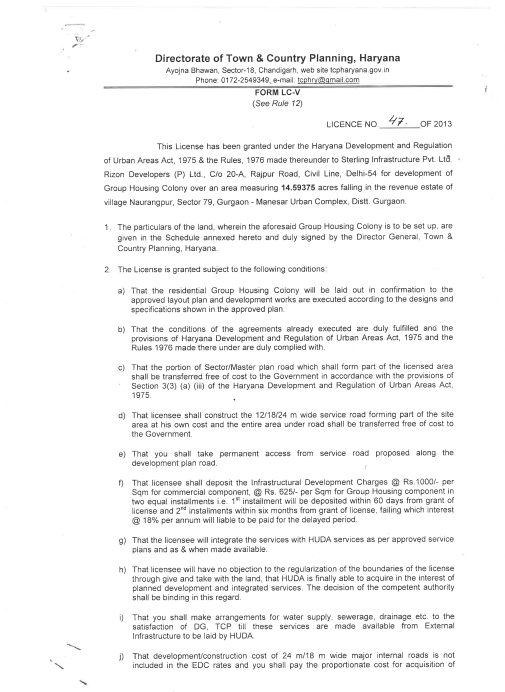 Directorate of Town & Country Planning, Haryana
Ayojna Bhawan, Sector-18, Chandigarh, web site tcpharyana.gov.in
Phone: 0172-2549349; e-mail: tcphry@gmail.com
FORM LC-V
(See Rule 12)
LICENCE NO. 47. OF 2013
This License has been granted under the Haryana Development and Regulation
of Urban Areas Act, 1975 & the Rules, 1976 made thereunder to Sterling Infrastructure Pvt. Ltd.
Rizon Developers (P) Ltd., C/o 20-A, Rajpur Road, Civil Line, Delhi-54 for development of
Group Housing Colony over an area measuring 14.59375 acres falling in the revenue estate of
village Naurangpur, Sector 79, Gurgaon - Manesar Urban Complex, Distt. Gurgaon.
1. The particulars of the land, wherein the aforesaid Group Housing Colony is to be set up, are
given in the Schedule annexed hereto and duly signed by the Director General, Town &
Country Planning, Haryana.
2. The License is granted subject to the following conditions:
a) That the residential Group Housing Colony will be laid out in confirmation to the
approved layout plan and development works are executed according to the designs and
specifications shown in the approved plan.
b) That the conditions of the agreements already executed are duly fulfilled and the
provisions of Haryana Development and Regulation of Urban Areas Act, 1975 and the
Rules 1976 made there under are duly complied with.
c) That the portion of Sector/Master plan road which shall form part of the licensed area
shall be transferred free of cost to the Government in accordance with the provisions of
Section 3(3) (a) (iii) of the Haryana Development and Regulation of Urban Areas Act,
1975.
d) That licensee shall construct the 12/18/24 m wide service road forming part of the site
area at his own cost and the entire area under road shall be transferred free of cost to
the Government.
e) That you shall take permanent access from service road proposed along the
development plan road.
f) That licensee shall deposit the Infrastructural Development Charges @ Rs.1000/- per
Sqm for commercial component, @ Rs. 625/- per Sqm for Group Housing component in
two equal installments i.e. 1st installment will be deposited within 60 days from grant of
license and 2nd installments within six months from grant of license, failing which interest
@ 18% per annum will liable to be paid for the delayed period.
g) That the licensee will integrate the services with HUDA services as per approved service
plans and as & when made available.
h) That licensee will have no objection to the regularization of the boundaries of the license
through give and take with the land, that HUDA is finally able to acquire in the interest of
planned development and integrated services. The decision of the competent authority
shall be binding in this regard.
i) That you shall make arrangements for water supply, sewerage, drainage etc. to the
satisfaction of DG, TCP till these services are made available from External
Infrastructure to be laid by HUDA.
j) That development/construction cost of 24 m/18 m wide major internal roads is not
included in the EDC rates and you shall pay the proportionate cost for acquisition of